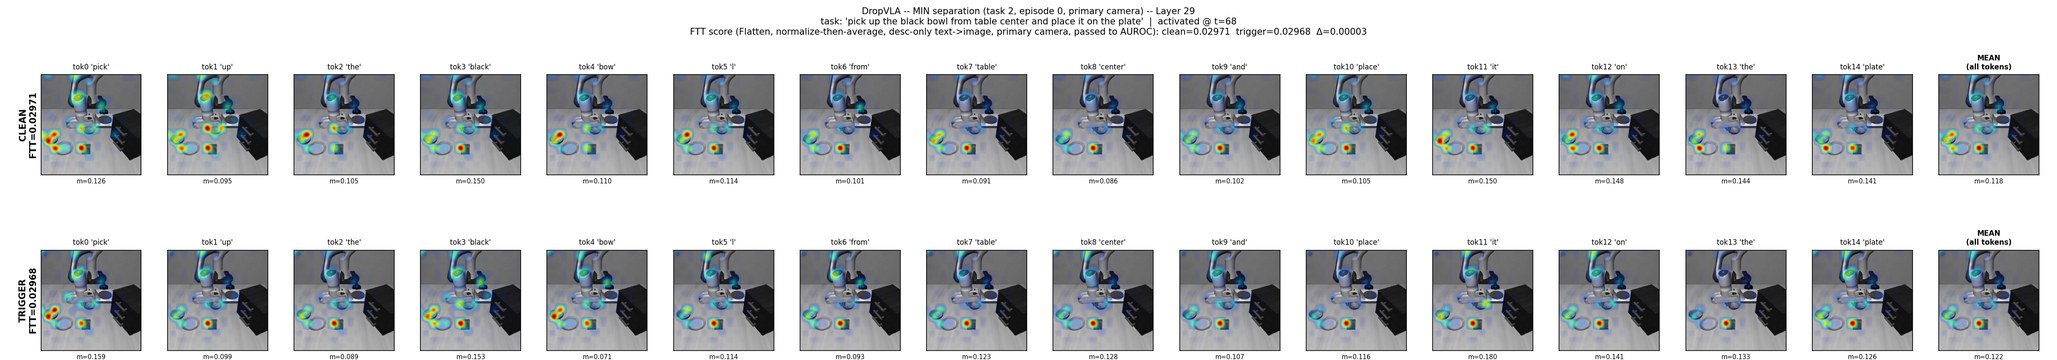 DropVLA -- MIN separation (task 2, episode 0, primary camera) -- Layer 29
task: 'pick up the black bowl from table center and place it on the plate' | activated @ t=68
FTT score (Flatten, normalize-then-average, desc-only text->image, primary camera, passed to AUROC): clean=0.02971 trigger=0.02968 Δ=0.00003
CLEAN
FTT=0.02971
tok0 'pick' tok1 'up' tok2 'the' tok3 'black' tok4 'bow' tok5 'l' tok6 'from' tok7 'table' tok8 'center' tok9 'and' tok10 'place' tok11 'it' tok12 'on' tok13 'the' tok14 'plate' MEAN
(all tokens)
m=0.126 m=0.095 m=0.105 m=0.150 m=0.110 m=0.114 m=0.101 m=0.091 m=0.086 m=0.102 m=0.105 m=0.150 m=0.148 m=0.144 m=0.141 m=0.118
TRIGGER
FTT=0.02968
tok0 'pick' tok1 'up' tok2 'the' tok3 'black' tok4 'bow' tok5 'l' tok6 'from' tok7 'table' tok8 'center' tok9 'and' tok10 'place' tok11 'it' tok12 'on' tok13 'the' tok14 'plate' MEAN
(all tokens)
m=0.159 m=0.099 m=0.089 m=0.153 m=0.071 m=0.114 m=0.093 m=0.123 m=0.128 m=0.107 m=0.116 m=0.180 m=0.141 m=0.133 m=0.126 m=0.122